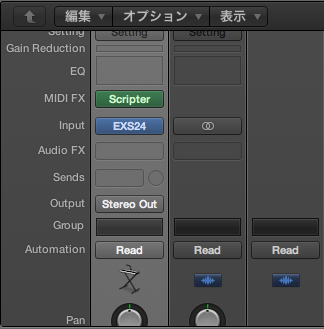 編集 オプション 表示
Setting Setting Setting
Gain Reduction
EQ
MIDI FX Scripter
Input EXS24
Audio FX
Sends
Output Stereo Out
Group
Automation Read Read Read
Pan